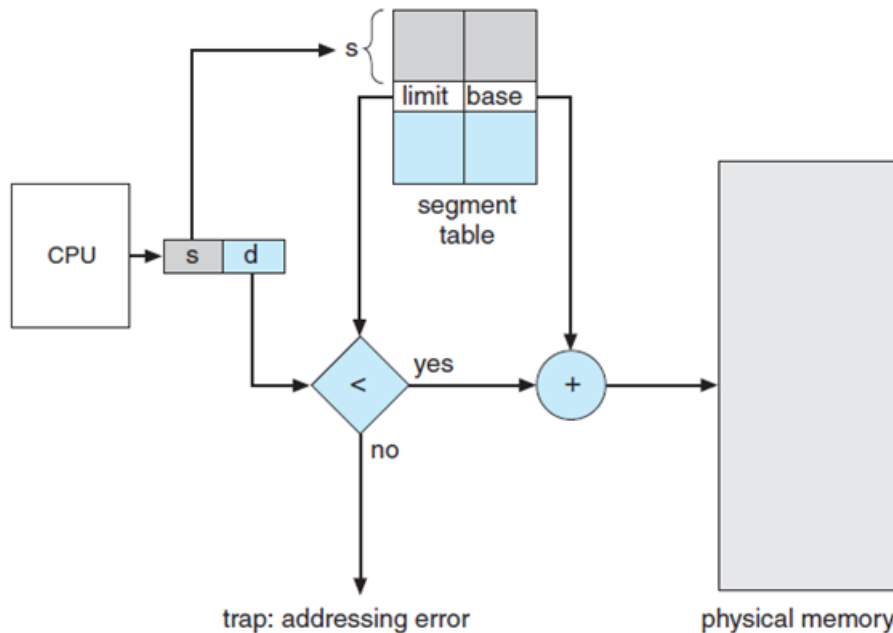 s
limit base
segment
table
CPU
s d
<
yes
+
no
trap: addressing error
physical memory